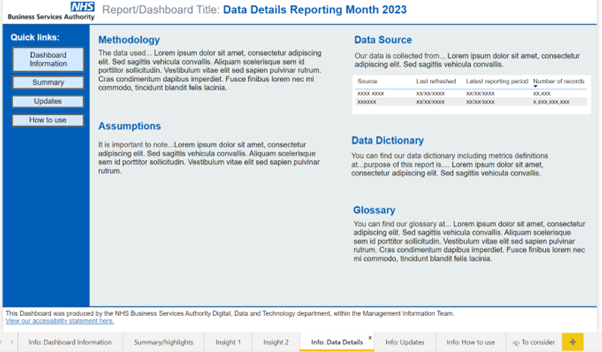 NHS
Business Services Authority
Report/Dashboard Title: Data Details Reporting Month 2023
Quick links:
Dashboard
Information
Summary
Updates
How to use
Methodology
The data used... Lorem ipsum dolor sit amet, consectetur adipiscing
elit. Sed sagittis vehicula convallis. Aliquam scelerisque sem id
porttitor sollicitudin. Vestibulum vitae elit sed sapien pulvinar rutrum.
Cras condimentum dapibus imperdiet. Fusce finibus lorem nec mi
commodo, tincidunt blandit felis lacinia.
Assumptions
It is important to note...Lorem ipsum dolor sit amet, consectetur
adipiscing elit. Sed sagittis vehicula convallis. Aliquam scelerisque
sem id porttitor sollicitudin. Vestibulum vitae elit sed sapien pulvinar
rutrum.
Data Source
Our data is collected from... Lorem ipsum dolor sit amet, consectetur
adipiscing elit. Sed sagittis vehicula convallis.
Source Last refreshed Latest reporting period Number of records
xxxx xxxx xx/xx/xxxx xx/xx/xxxx xx,xxx
xxxxxx xx/xx/xxxx xx/xx/xxxx x,xxx,xxx,xxx
Data Dictionary
You can find our data dictionary including metrics definitions
at...purpose of this report is.... Lorem ipsum dolor sit amet,
consectetur adipiscing elit. Sed sagittis vehicula convallis.
Glossary
You can find our glossary at... Lorem ipsum dolor sit amet, consectetur
adipiscing elit. Sed sagittis vehicula convallis. Aliquam scelerisque
sem id porttitor sollicitudin. Vestibulum vitae elit sed sapien pulvinar
rutrum. Cras condimentum dapibus imperdiet. Fusce finibus lorem nec
mi commodo, tincidunt blandit felis lacinia.
This Dashboard was produced by the NHS Business Services Authority Digital, Data and Technology department, within the Management Information Team.
View our accessibility statement here.
Info: Dashboard Information Summary/highlights Insight 1 Insight 2 Info: Data Details x Info: Updates Info: How to use To consider +